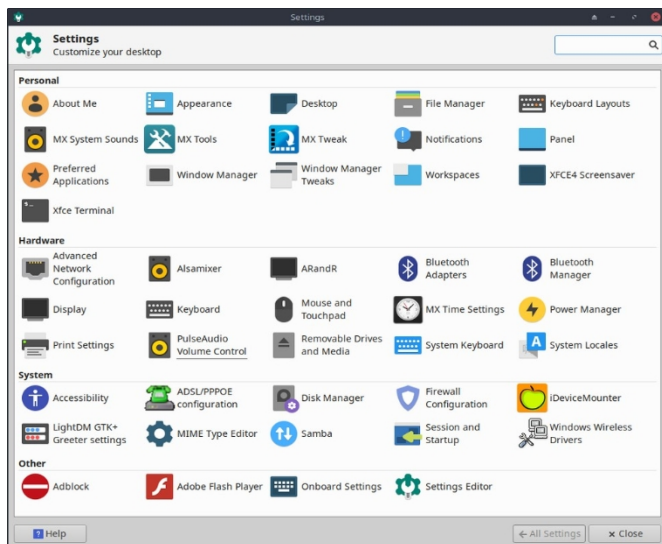 Settings
Settings
Customize your desktop
Personal
About Me
Appearance
Desktop
File Manager
Keyboard Layouts
MX System Sounds
MX Tools
MX Tweak
Notifications
Panel
Preferred
Applications
Window Manager
Window Manager
Tweaks
Workspaces
XFCE4 Screensaver
Xfce Terminal
Hardware
Advanced
Network
Configuration
Alsamixer
ARandR
Bluetooth
Adapters
Bluetooth
Manager
Display
Keyboard
Mouse and
Touchpad
MX Time Settings
Power Manager
Print Settings
PulseAudio
Volume Control
Removable Drives
and Media
System Keyboard
System Locales
System
Accessibility
ADSL/PPPOE
configuration
Disk Manager
Firewall
Configuration
iDeviceMounter
LightDM GTK+
Greeter settings
MIME Type Editor
Samba
Session and
Startup
Windows Wireless
Drivers
Other
Adblock
Adobe Flash Player
Onboard Settings
Settings Editor
Help
All Settings
Close